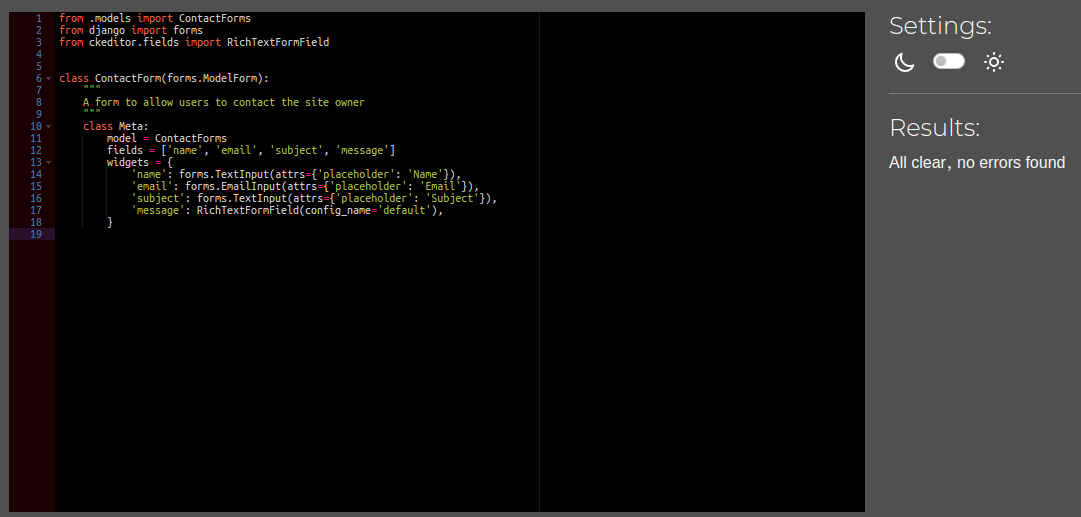 1 from .models import ContactForms
2 from django import forms
3 from ckeditor.fields import RichTextFormField
4
5
6 class ContactForm(forms.ModelForm):
7     """
8     A form to allow users to contact the site owner
9     """
10     class Meta:
11         model = ContactForms
12         fields = ['name', 'email', 'subject', 'message']
13         widgets = {
14             'name': forms.TextInput(attrs={'placeholder': 'Name'}),
15             'email': forms.EmailInput(attrs={'placeholder': 'Email'}),
16             'subject': forms.TextInput(attrs={'placeholder': 'Subject'}),
17             'message': RichTextFormField(config_name='default'),
18         }
19
Settings:
Results:
All clear, no errors found